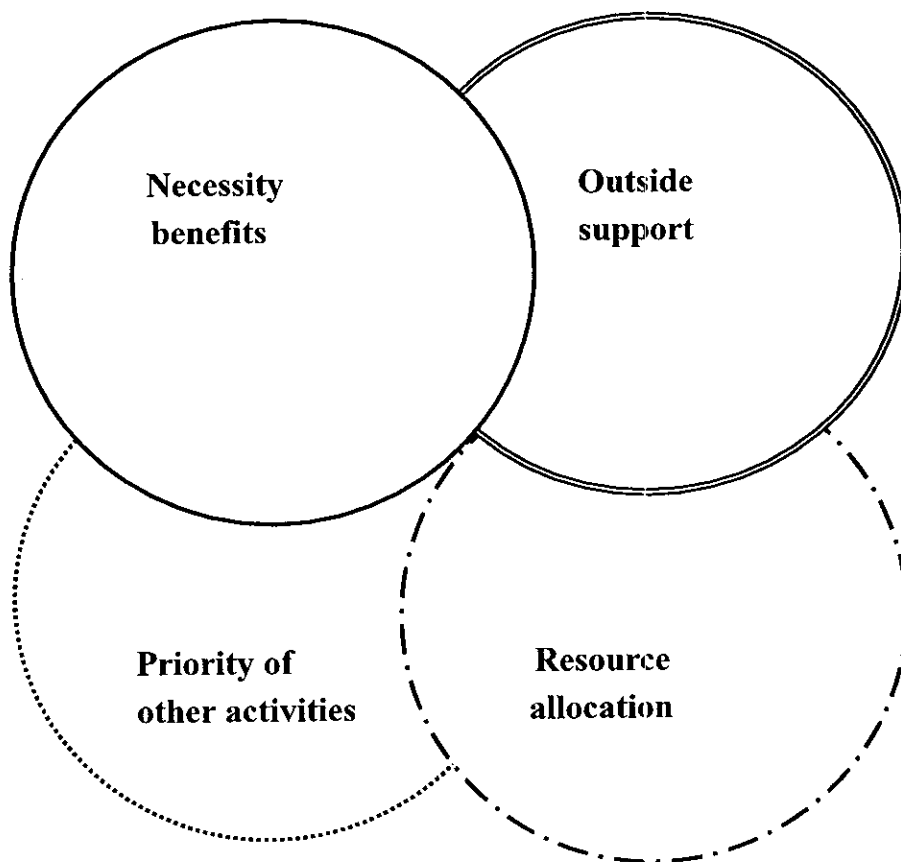 Necessity
benefits
Outside
support
Priority of
other activities
Resource
allocation